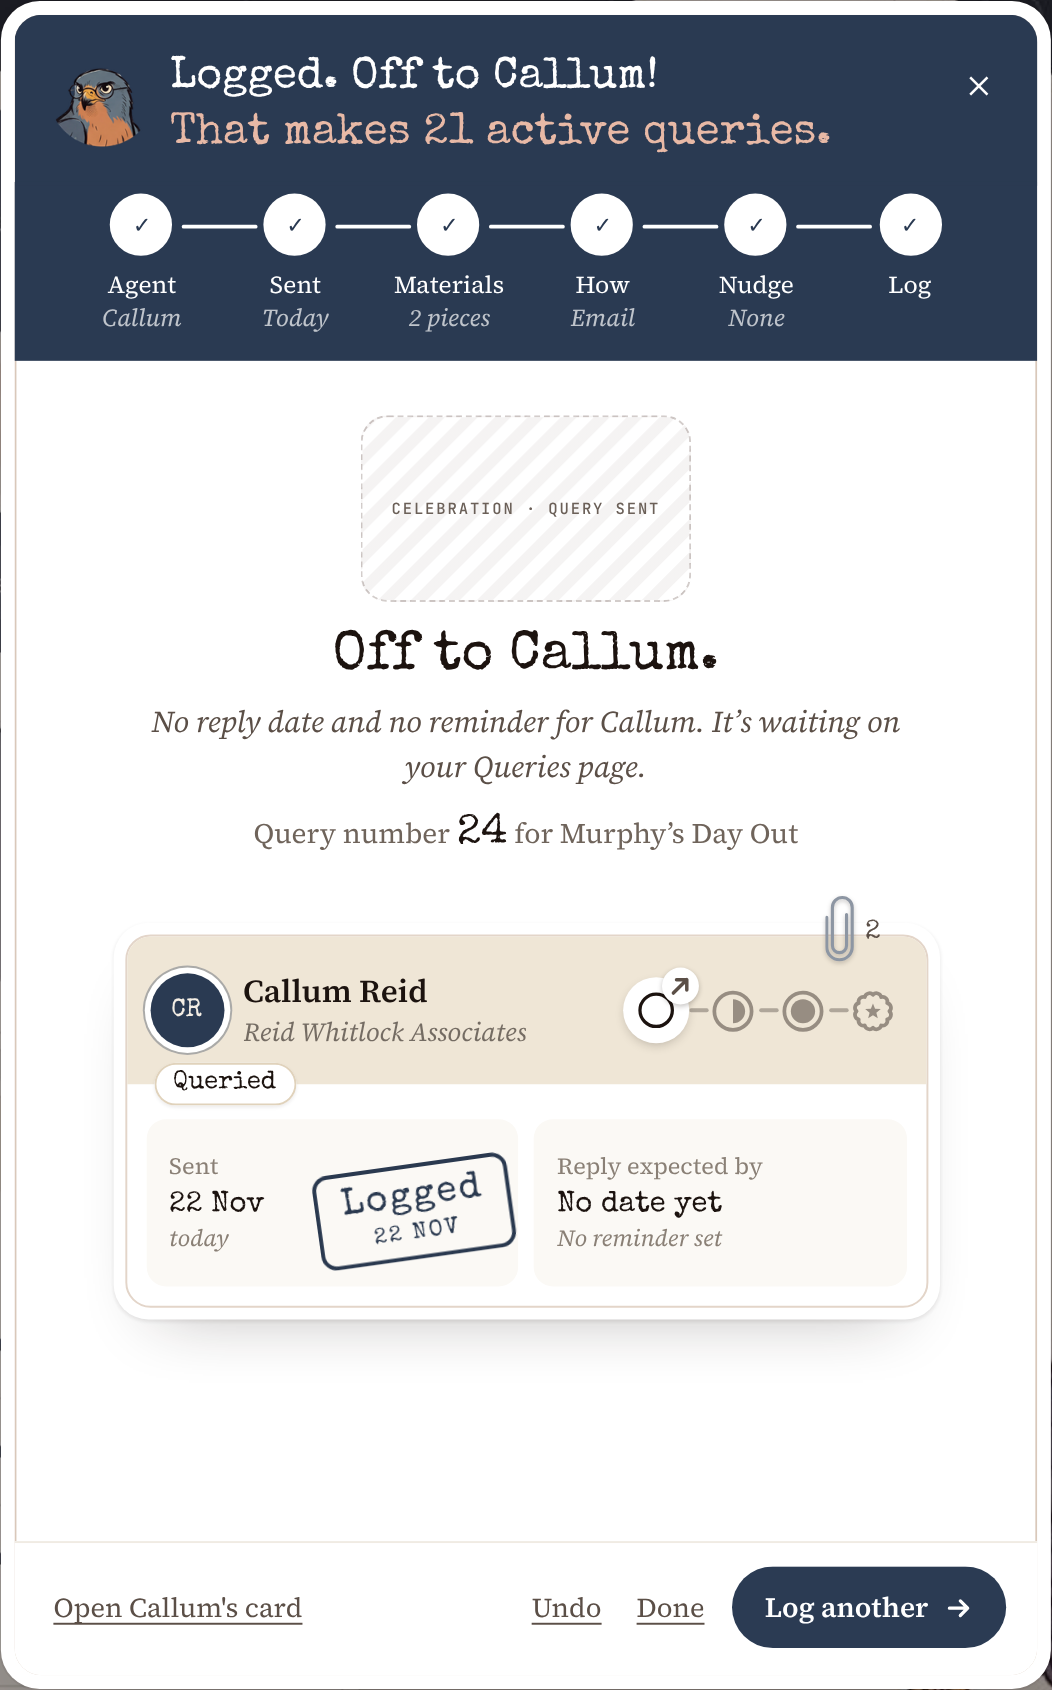 Logged. Off to Callum!
That makes 21 active queries.
✓ ✓ ✓ ✓ ✓ ✓
Agent Sent Materials How Nudge Log
Callum Today 2 pieces Email None
CELEBRATION · QUERY SENT
Off to Callum.
No reply date and no reminder for Callum. It’s waiting on
your Queries page.
Query number 24 for Murphy’s Day Out
2
CR
Callum Reid
Reid Whitlock Associates
Queried
Sent
22 Nov
today
Logged
22 NOV
Reply expected by
No date yet
No reminder set
Open Callum's card
Undo
Done
Log another →